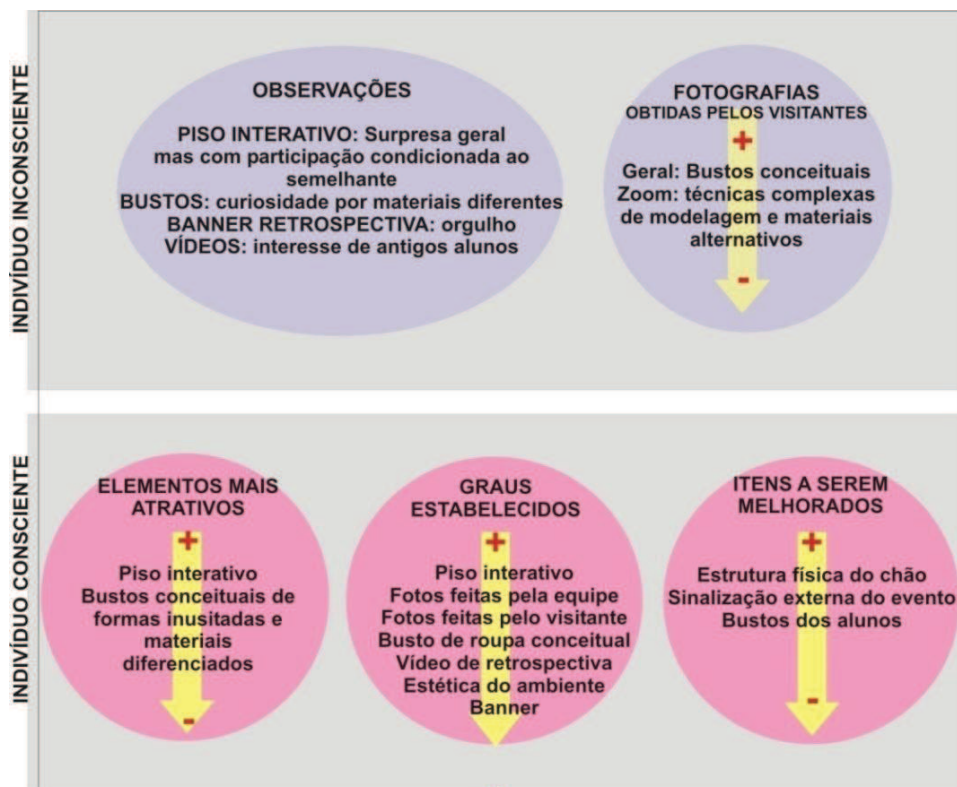 INDIVÍDUO INCONSCIENTE
OBSERVAÇÕES
PISO INTERATIVO: Surpresa geral
mas com participação condicionada ao
semelhante
BUSTOS: curiosidade por materiais diferentes
BANNER RETROSPECTIVA: orgulho
VÍDEOS: interesse de antigos alunos
FOTOGRAFIAS
OBTIDAS PELOS VISITANTES
+
Geral: Bustos conceituais
Zoom: técnicas complexas
de modelagem e materiais
alternativos
-
INDIVÍDUO CONSCIENTE
ELEMENTOS MAIS
ATRATIVOS
+
Piso interativo
Bustos conceituais de
formas inusitadas e
materiais
diferenciados
-
GRAUS
ESTABELECIDOS
+
Piso interativo
Fotos feitas pela equipe
Fotos feitas pelo visitante
Busto de roupa conceitual
Vídeo de retrospectiva
Estética do ambiente
Banner
ITENS A SEREM
MELHORADOS
+
Estrutura física do chão
Sinalização externa do evento
Bustos dos alunos
-